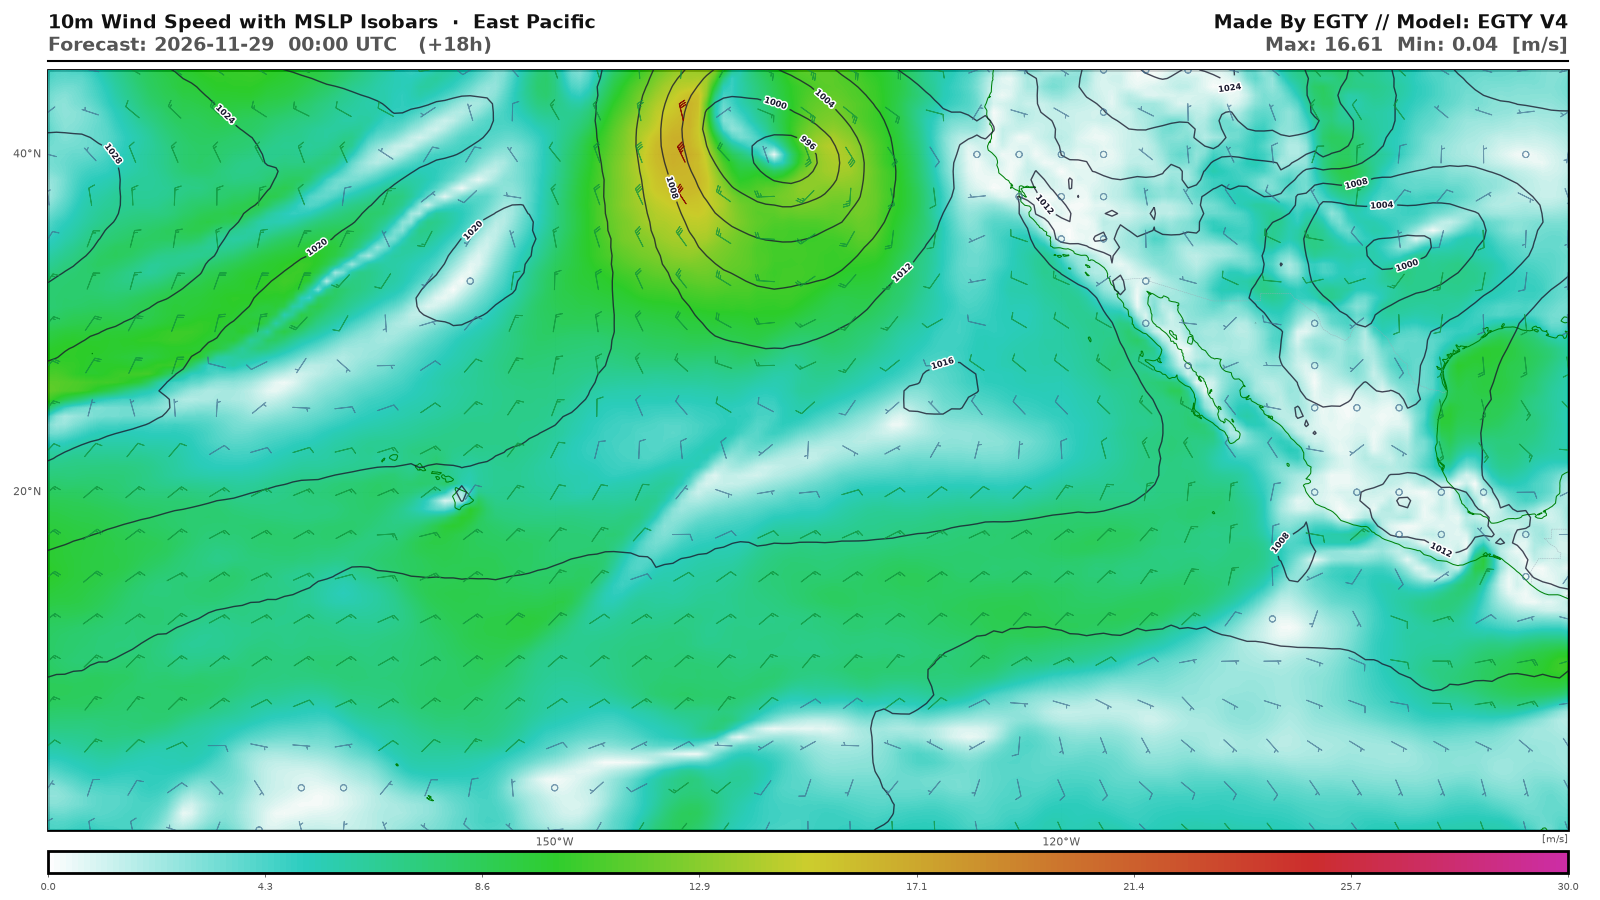 10m Wind Speed with MSLP Isobars · East Pacific
Made By EGTY // Model: EGTY V4
Forecast: 2026-11-29 00:00 UTC (+18h)
Max: 16.61 Min: 0.04 [m/s]
1024
1000
1004
1024
996
1028
40°N
1008
1008
1012
1004
1020
1020
1000
1012
1016
20°N
1008
1012
150°W
120°W
[m/s]
0.0
4.3
8.6
12.9
17.1
21.4
25.7
30.0